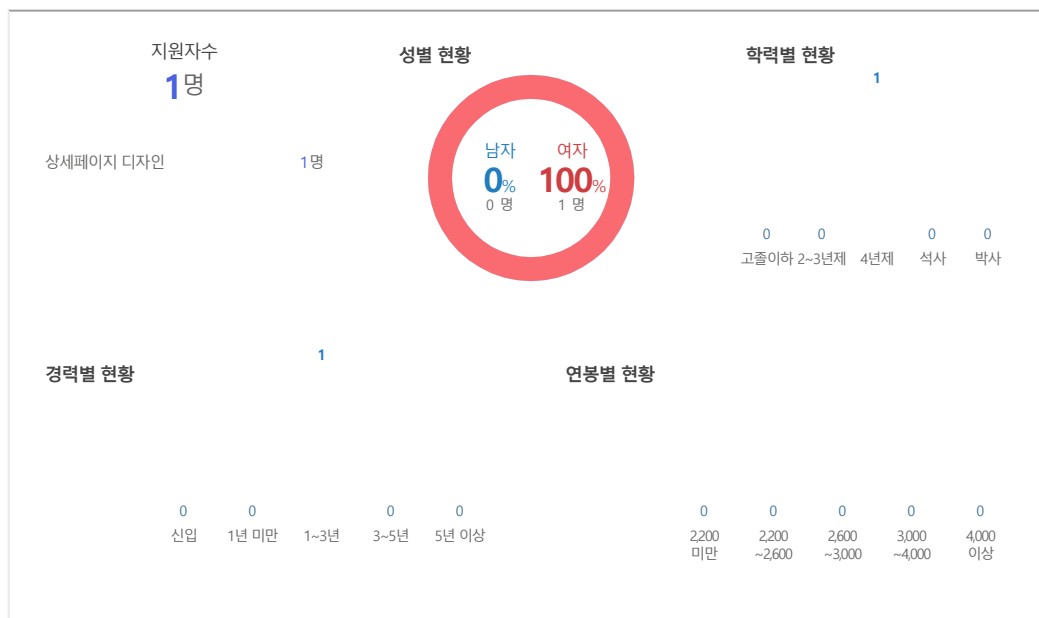 지원자수
1명
상세페이지 디자인 1명
성별 현황
남자 여자
0% 100%
0 명 1 명
학력별 현황
1
0 0 0 0
고졸이하 2~3년제 4년제 석사 박사
경력별 현황
1
0 0 0 0
신입 1년 미만 1~3년 3~5년 5년 이상
연봉별 현황
0 0 0 0 0
2,200 2,200 2,600 3,000 4,000
미만 ~2,600 ~3,000 ~4,000 이상